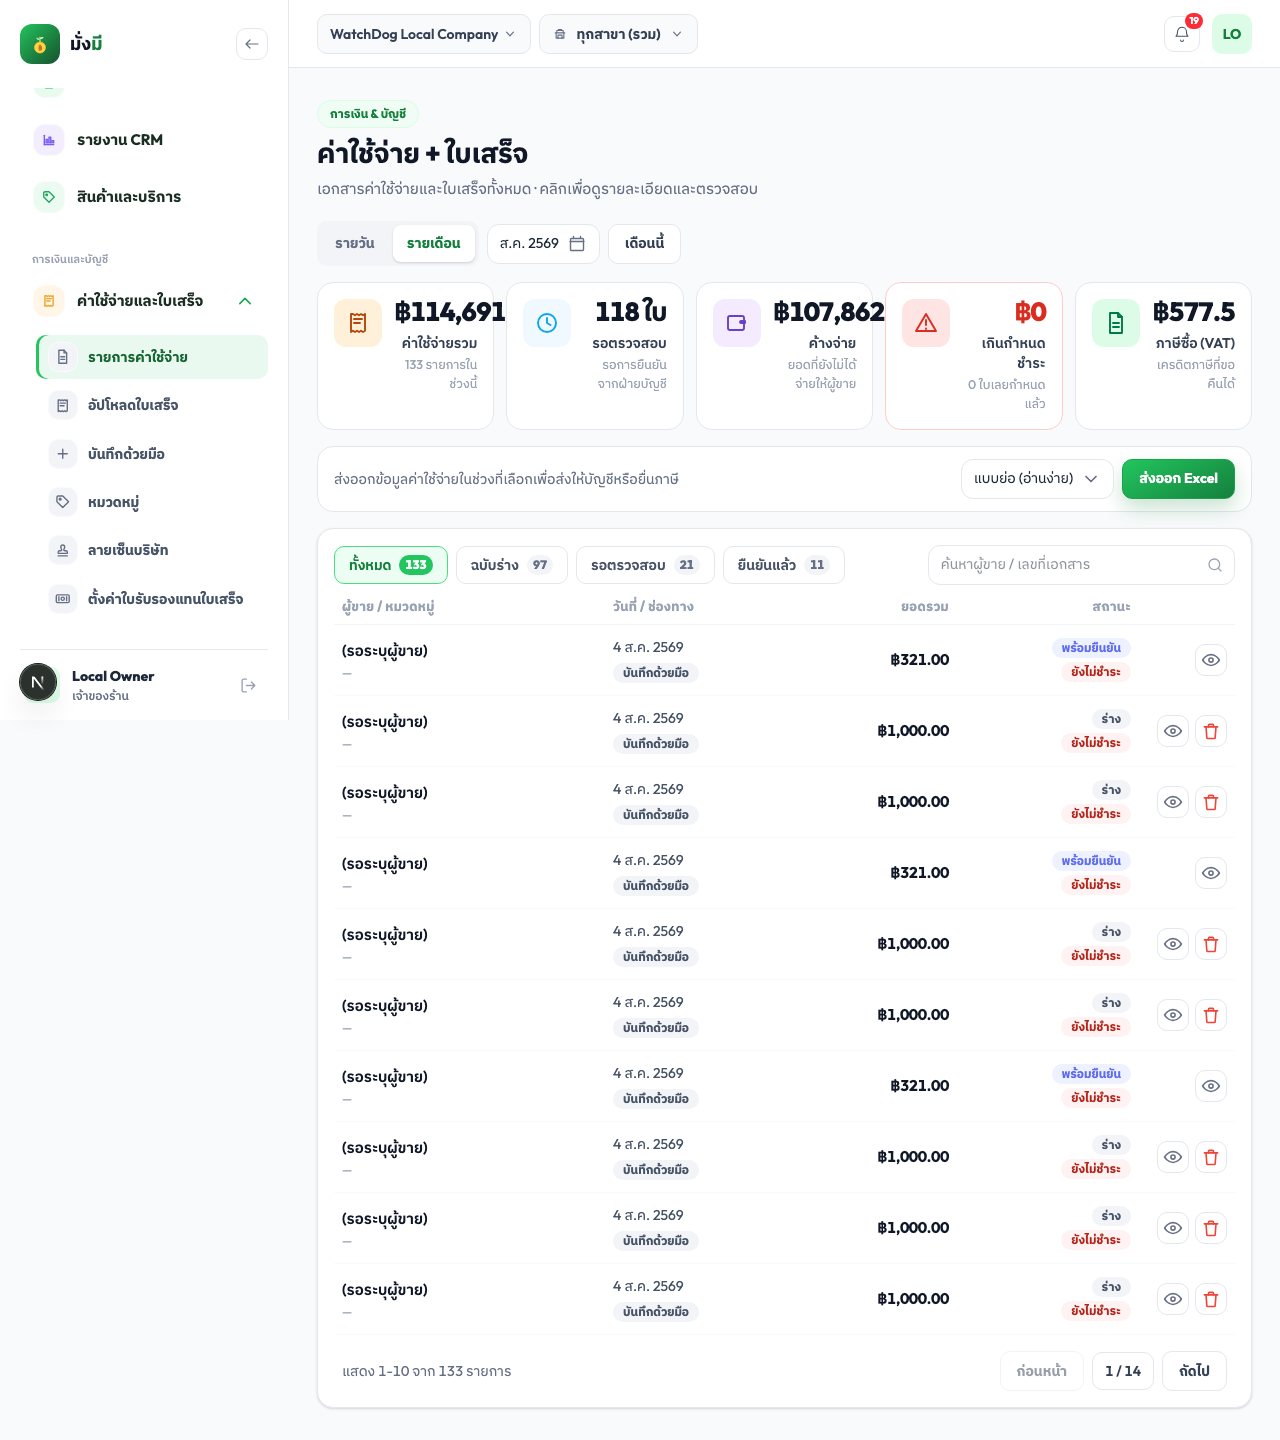 มั่งมี
รายงาน CRM
สินค้าและบริการ
การเงินและบัญชี
ค่าใช้จ่ายและใบเสร็จ
รายการค่าใช้จ่าย
อัปโหลดใบเสร็จ
บันทึกด้วยมือ
หมวดหมู่
ลายเซ็นบริษัท
ตั้งค่าใบรับรองแทนใบเสร็จ
N
Local Owner
เจ้าของร้าน
WatchDog Local Company
ทุกสาขา (รวม)
19
LO
การเงิน & บัญชี
ค่าใช้จ่าย + ใบเสร็จ
เอกสารค่าใช้จ่ายและใบเสร็จทั้งหมด · คลิกเพื่อดูรายละเอียดและตรวจสอบ
รายวัน
รายเดือน
ส.ค. 2569
เดือนนี้
฿114,691
ค่าใช้จ่ายรวม
133 รายการใน
ช่วงนี้
118 ใบ
รอตรวจสอบ
รอการยืนยัน
จากฝ่ายบัญชี
฿107,862
ค้างจ่าย
ยอดที่ยังไม่ได้
จ่ายให้ผู้ขาย
฿0
เกินกำหนด
ชำระ
0 ใบเลยกำหนด
แล้ว
฿577.5
ภาษีซื้อ (VAT)
เครดิตภาษีที่ขอ
คืนได้
ส่งออกข้อมูลค่าใช้จ่ายในช่วงที่เลือกเพื่อส่งให้บัญชีหรือยื่นภาษี
แบบย่อ (อ่านง่าย)
ส่งออก Excel
ทั้งหมด 133
ฉบับร่าง 97
รอตรวจสอบ 21
ยืนยันแล้ว 11
ค้นหาผู้ขาย / เลขที่เอกสาร
ผู้ขาย / หมวดหมู่ วันที่ / ช่องทาง ยอดรวม สถานะ
(รอระบุผู้ขาย) 4 ส.ค. 2569 ฿321.00 พร้อมยืนยัน
— บันทึกด้วยมือ ยังไม่ชำระ
(รอระบุผู้ขาย) 4 ส.ค. 2569 ฿1,000.00 ร่าง
— บันทึกด้วยมือ ยังไม่ชำระ
(รอระบุผู้ขาย) 4 ส.ค. 2569 ฿1,000.00 ร่าง
— บันทึกด้วยมือ ยังไม่ชำระ
(รอระบุผู้ขาย) 4 ส.ค. 2569 ฿321.00 พร้อมยืนยัน
— บันทึกด้วยมือ ยังไม่ชำระ
(รอระบุผู้ขาย) 4 ส.ค. 2569 ฿1,000.00 ร่าง
— บันทึกด้วยมือ ยังไม่ชำระ
(รอระบุผู้ขาย) 4 ส.ค. 2569 ฿1,000.00 ร่าง
— บันทึกด้วยมือ ยังไม่ชำระ
(รอระบุผู้ขาย) 4 ส.ค. 2569 ฿321.00 พร้อมยืนยัน
— บันทึกด้วยมือ ยังไม่ชำระ
(รอระบุผู้ขาย) 4 ส.ค. 2569 ฿1,000.00 ร่าง
— บันทึกด้วยมือ ยังไม่ชำระ
(รอระบุผู้ขาย) 4 ส.ค. 2569 ฿1,000.00 ร่าง
— บันทึกด้วยมือ ยังไม่ชำระ
(รอระบุผู้ขาย) 4 ส.ค. 2569 ฿1,000.00 ร่าง
— บันทึกด้วยมือ ยังไม่ชำระ
แสดง 1-10 จาก 133 รายการ
ก่อนหน้า
1 / 14
ถัดไป